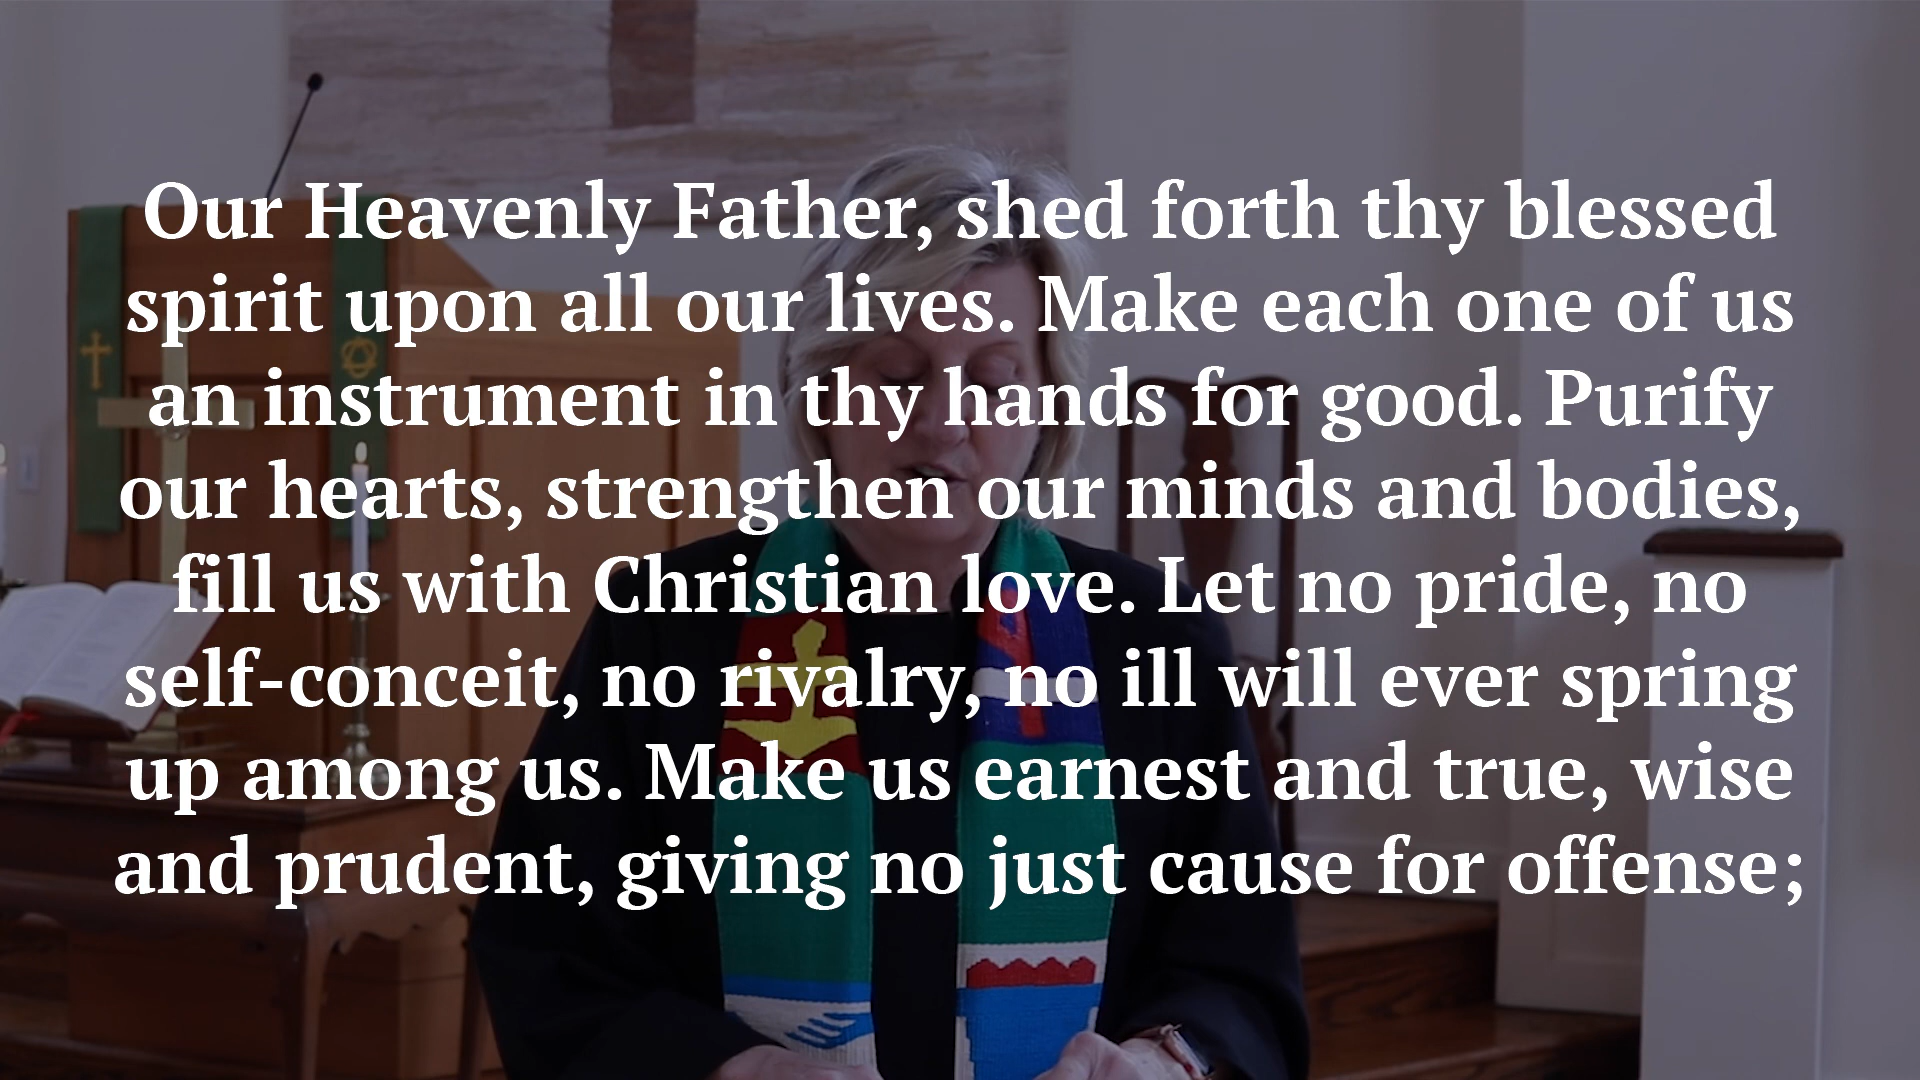 Our Heavenly Father, shed forth thy blessed
spirit upon all our lives. Make each one of us
an instrument in thy hands for good. Purify
our hearts, strengthen our minds and bodies,
fill us with Christian love. Let no pride, no
self-conceit, no rivalry, no ill will ever spring
up among us. Make us earnest and true, wise
and prudent, giving no just cause for offense;